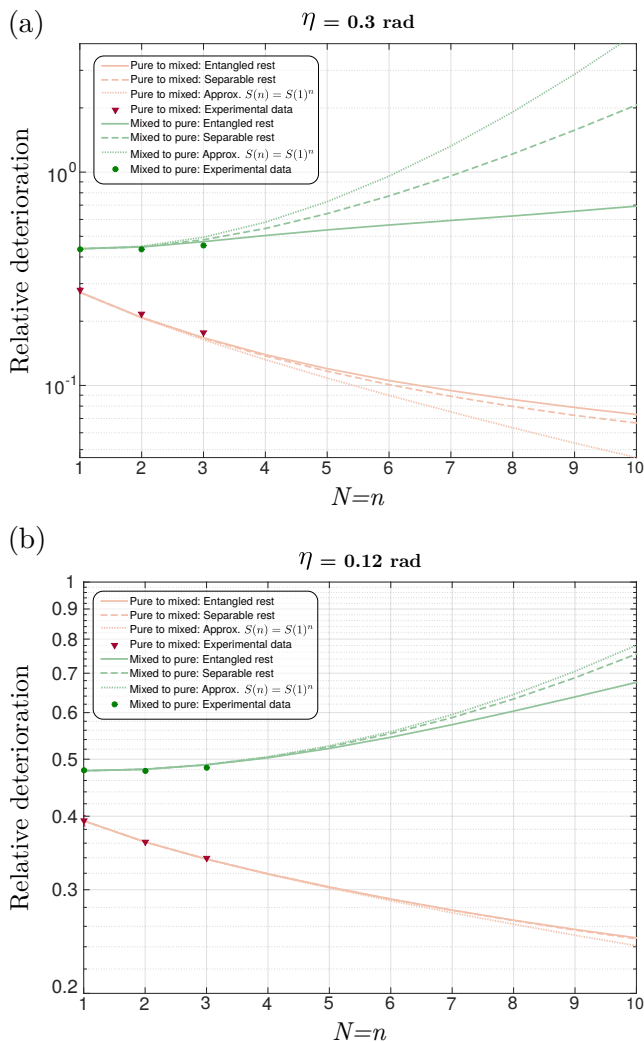 (a)
η = 0.3 rad
Relative deterioration
Pure to mixed: Entangled rest
Pure to mixed: Separable rest
Pure to mixed: Approx. S(n) = S(1)^n
Pure to mixed: Experimental data
Mixed to pure: Entangled rest
Mixed to pure: Separable rest
Mixed to pure: Approx. S(n) = S(1)^n
Mixed to pure: Experimental data
10^0
10^-1
1 2 3 4 5 6 7 8 9 10
N=n
(b)
η = 0.12 rad
Relative deterioration
Pure to mixed: Entangled rest
Pure to mixed: Separable rest
Pure to mixed: Approx. S(n) = S(1)^n
Pure to mixed: Experimental data
Mixed to pure: Entangled rest
Mixed to pure: Separable rest
Mixed to pure: Approx. S(n) = S(1)^n
Mixed to pure: Experimental data
1
0.9
0.8
0.7
0.6
0.5
0.4
0.3
0.2
1 2 3 4 5 6 7 8 9 10
N=n